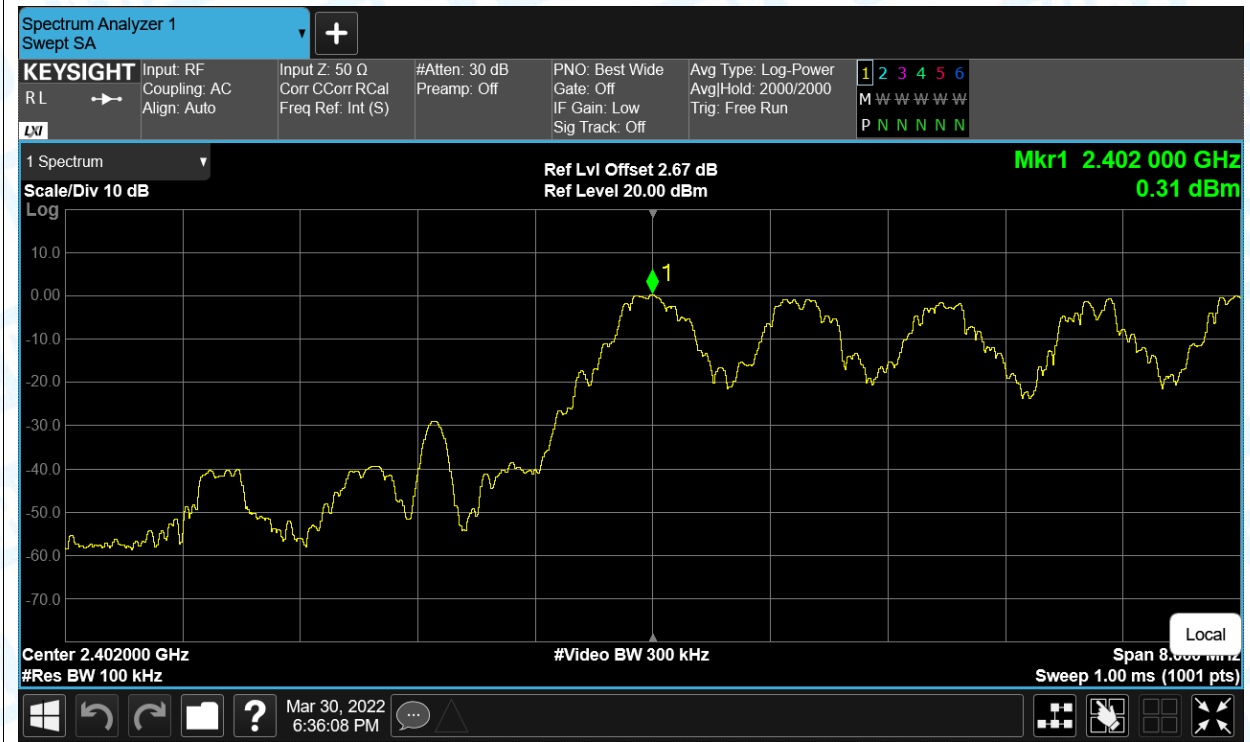 Spectrum Analyzer 1
Swept SA
+
KEYSIGHT
R L
LXI
Input: RF
Coupling: AC
Align: Auto
Input Z: 50 Ω
Corr CCorr RCal
Freq Ref: Int (S)
#Atten: 30 dB
Preamp: Off
PNO: Best Wide
Gate: Off
IF Gain: Low
Sig Track: Off
Avg Type: Log-Power
Avg|Hold: 2000/2000
Trig: Free Run
1 2 3 4 5 6
M W W W W W
P N N N N N
1 Spectrum
Scale/Div 10 dB
Ref Lvl Offset 2.67 dB
Ref Level 20.00 dBm
Mkr1 2.402 000 GHz
0.31 dBm
Log
10.0
0.00
-10.0
-20.0
-30.0
-40.0
-50.0
-60.0
-70.0
1
Local
Center 2.402000 GHz
#Video BW 300 kHz
Span 8.000 MHz
#Res BW 100 kHz
Sweep 1.00 ms (1001 pts)
?
Mar 30, 2022
6:36:08 PM